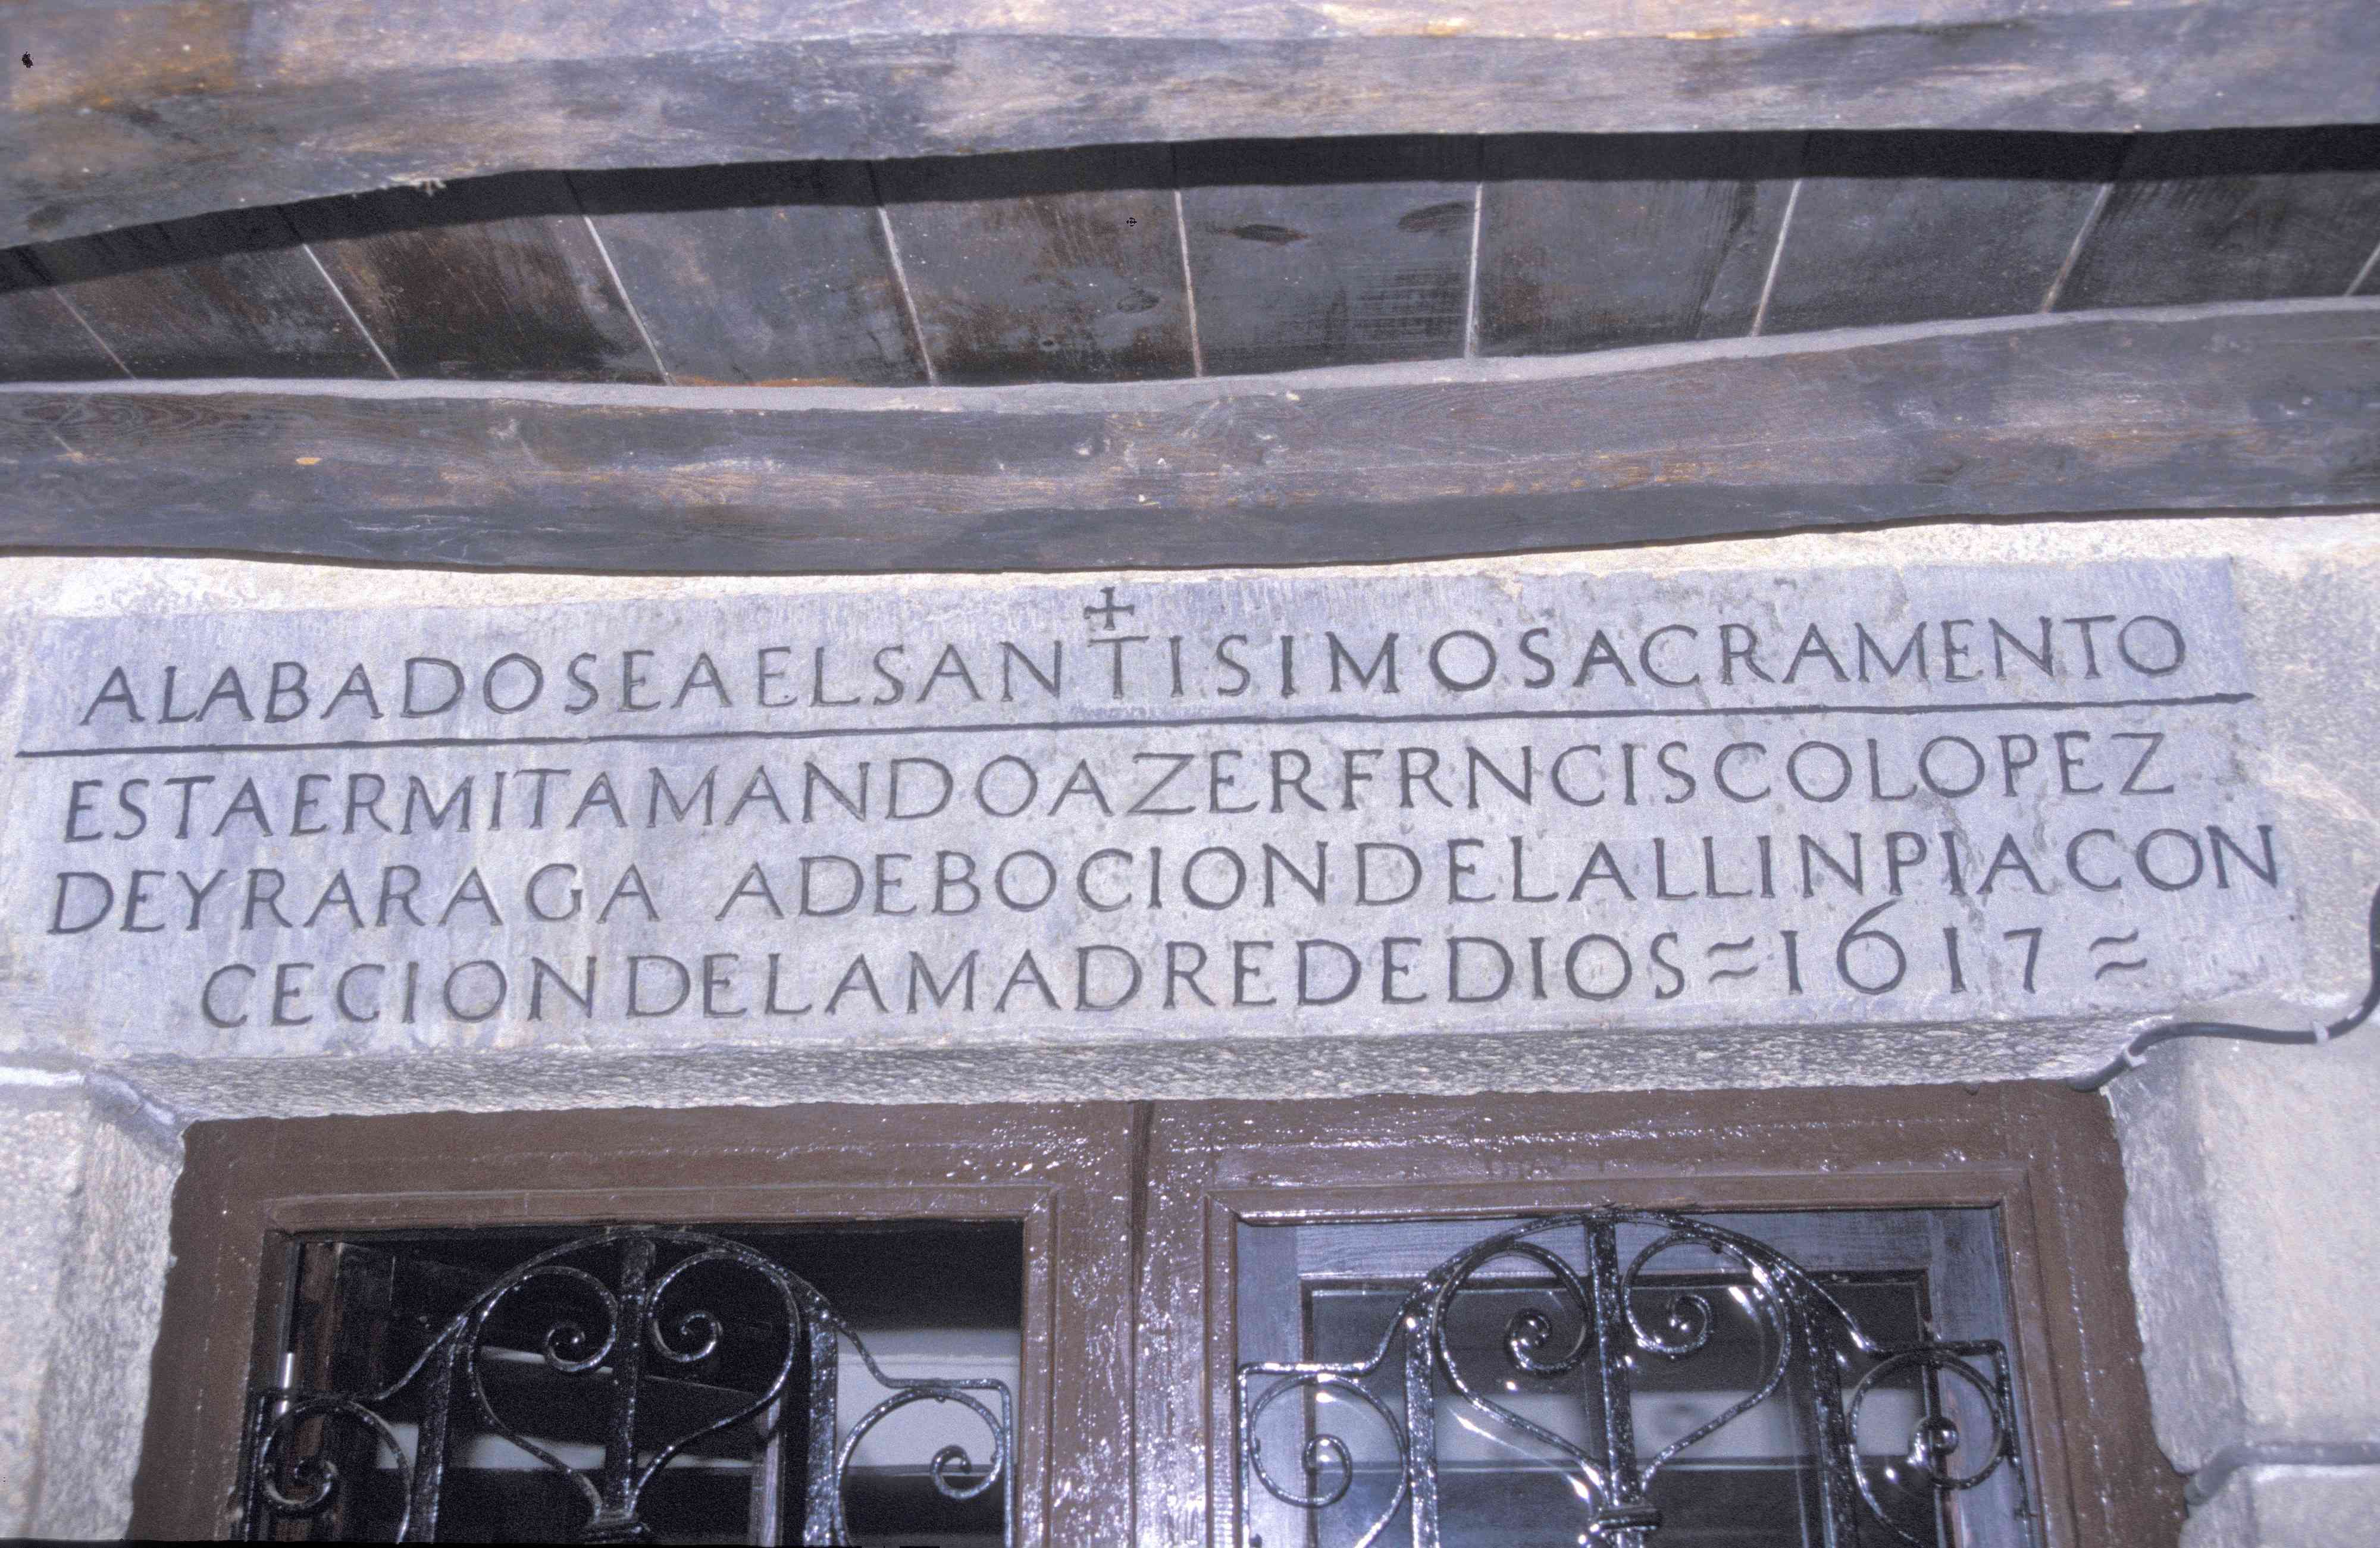 ALABADOSEAELSANTISIMOSACRAMENTO
ESTAERMITAMANDOAZERFRNCISCOLOPEZ
DEYRARAGA ADEBOCIONDELALLINPIACON
CECIONDELAMADREDEDIOS≈1617≈